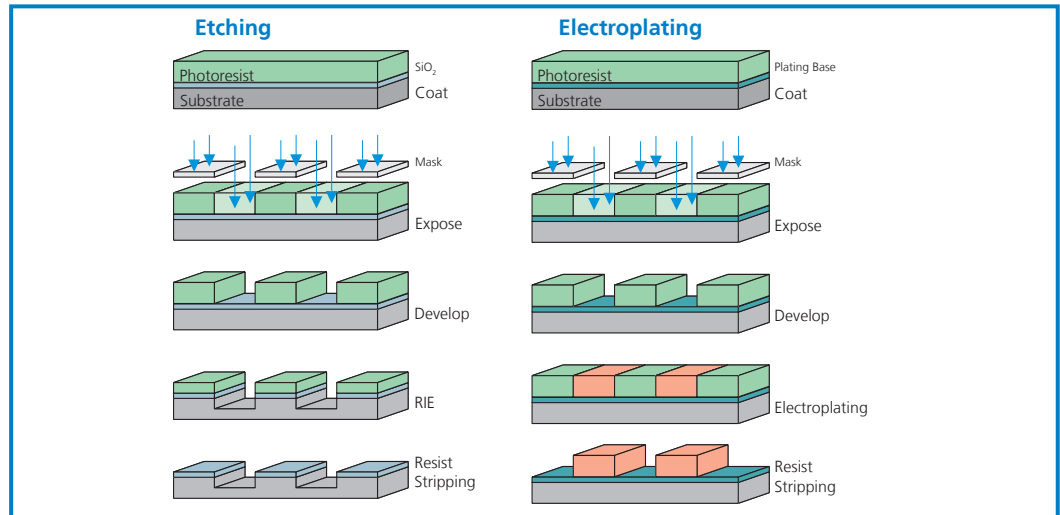 Etching
Photoresist
SiO₂
Substrate
Coat
Mask
Expose
Develop
RIE
Resist
Stripping
Electroplating
Photoresist
Plating Base
Substrate
Coat
Mask
Expose
Develop
Electroplating
Resist
Stripping